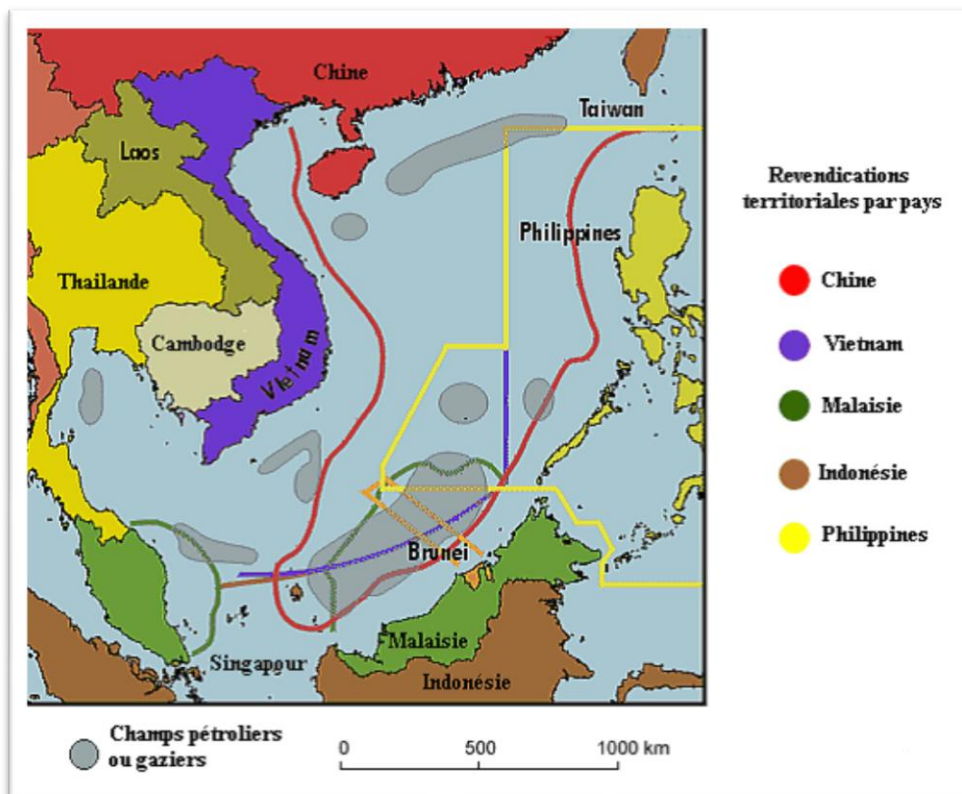 Chine
Taiwan
Laos
Philippines
Thailande
Cambodge
Vietnam
Brunei
Malaisie
Singapour
Indonésie
Revendications
territoriales par pays
Chine
Vietnam
Malaisie
Indonésie
Philippines
Champs pétroliers
ou gaziers
0 500 1000 km